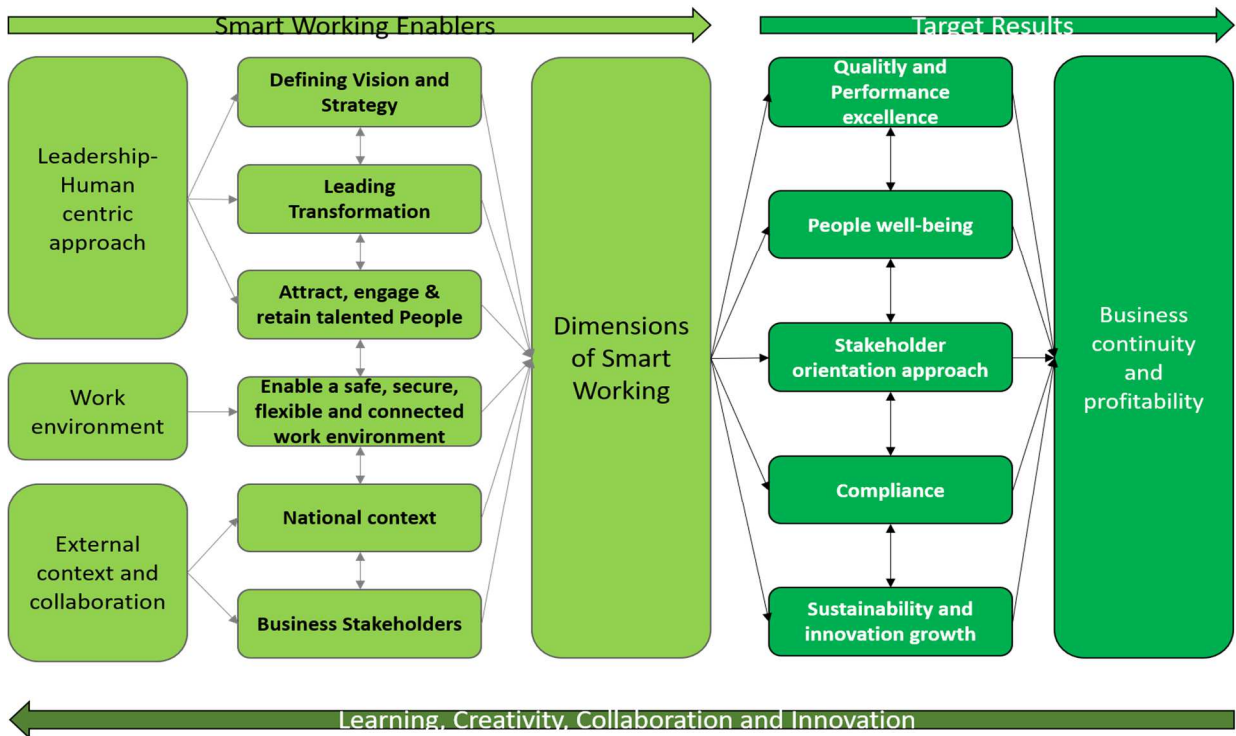 Smart Working Enablers
Target Results
Leadership-
Human
centric
approach
Work
environment
External
context and
collaboration
Defining Vision and
Strategy
Leading
Transformation
Attract, engage &
retain talented People
Enable a safe, secure,
flexible and connected
work environment
National context
Business Stakeholders
Dimensions
of Smart
Working
Qualitly and
Performance
excellence
People well-being
Stakeholder
orientation approach
Compliance
Sustainability and
innovation growth
Business
continuity
and
profitability
Learning, Creativity, Collaboration and Innovation